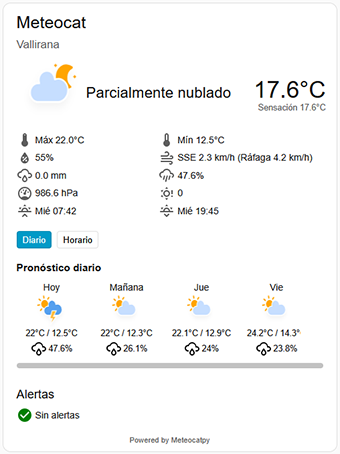 Meteocat
Vallirana
Parcialmente nublado
17.6°C
Sensación 17.6°C
Máx 22.0°C
Mín 12.5°C
55%
SSE 2.3 km/h (Ráfaga 4.2 km/h)
0.0 mm
47.6%
986.6 hPa
0
Mié 07:42
Mié 19:45
Diario
Horario
Pronóstico diario
Hoy
Mañana
Jue
Vie
22°C / 12.5°C
22°C / 12.3°C
22.1°C / 12.9°C
24.2°C / 14.3°
47.6%
26.1%
24%
23.8%
Alertas
Sin alertas
Powered by Meteocatpy